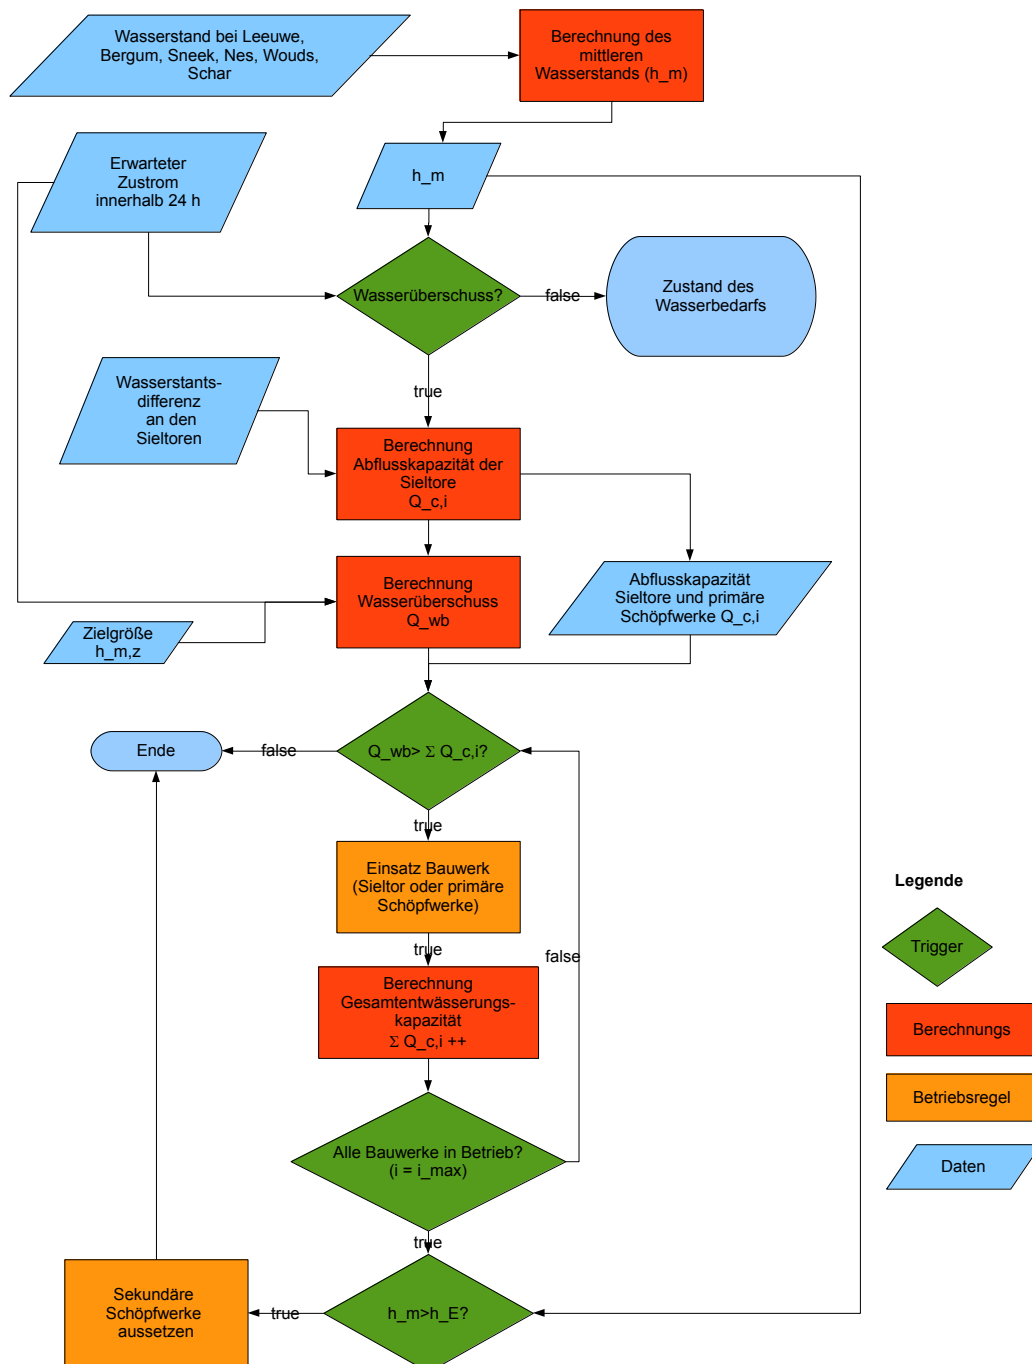 Wasserstand bei Leeuwe,
Bergum, Sneek, Nes, Wouds,
Schar
Berechnung des
mittleren
Wasserstands (h_m)
Erwarteter
Zustrom
innerhalb 24 h
h_m
Wasserüberschuss?
false
Zustand des
Wasserbedarfs
true
Wasserstants-
differenz
an den
Sieltoren
Berechnung
Abflusskapazität der
Sieltore
Q_c,i
Berechnung
Wasserüberschuss
Q_wb
Abflusskapazität
Sieltore und primäre
Schöpfwerke Q_c,i
Zielgröße
h_m,z
Q_wb> Σ Q_c,i?
false
Ende
true
Einsatz Bauwerk
(Sieltor oder primäre
Schöpfwerke)
true
false
Berechnung
Gesamtentwässerungs-
kapazität
Σ Q_c,i ++
Alle Bauwerke in Betrieb?
(i = i_max)
true
h_m>h_E?
true
Sekundäre
Schöpfwerke
aussetzen
Legende
Trigger
Berechnungs
Betriebsregel
Daten